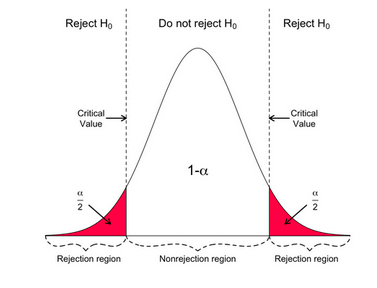 Reject H₀
Do not reject H₀
Reject H₀
Critical
Value
Critical
Value
1-α
α
2
α
2
Rejection region
Nonrejection region
Rejection region